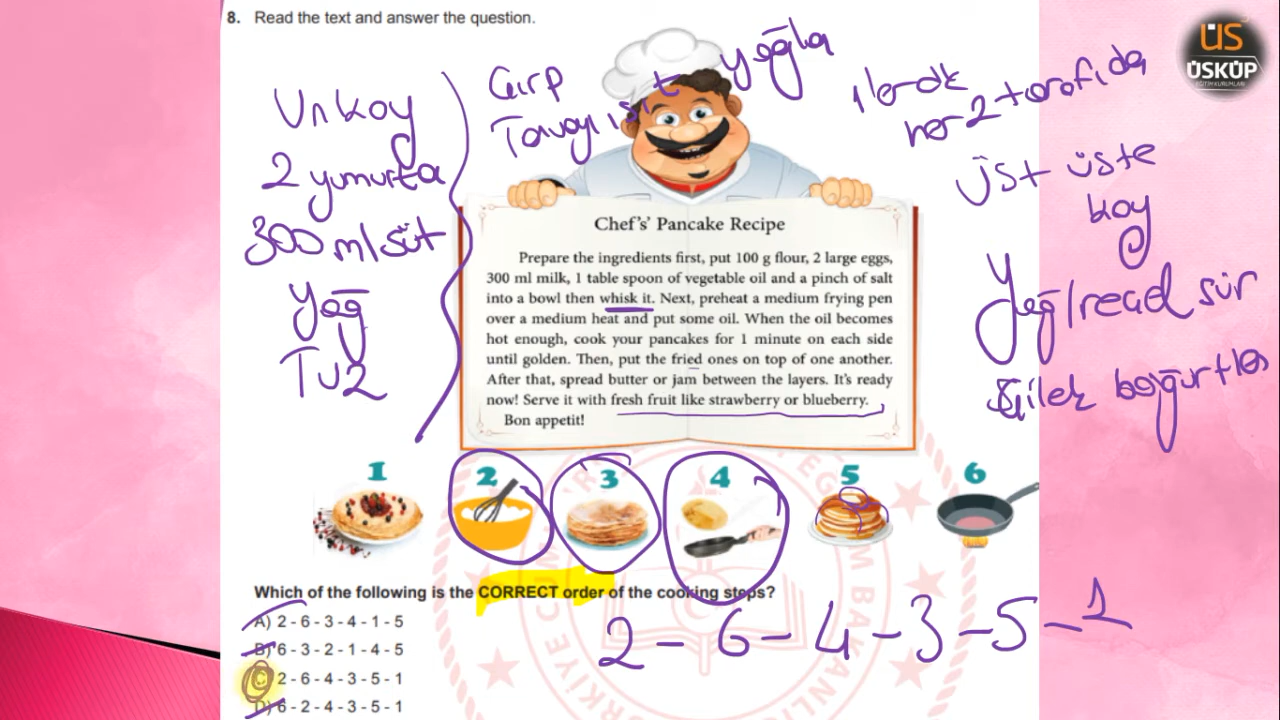 8. Read the text and answer the question.
ÜS
ÜSKÜP
EĞİTİM KURUMLARI
Un koy
2 yumurta
300 ml süt
Yağ
Tuz
Çırp
Tavayı ısıt yağla
1 er dk
her 2 tarafıda
üst üste
koy
Yağ/reçel sür
Çilek böğürtlen
Chef's' Pancake Recipe
Prepare the ingredients first, put 100 g flour, 2 large eggs,
300 ml milk, 1 table spoon of vegetable oil and a pinch of salt
into a bowl then whisk it. Next, preheat a medium frying pen
over a medium heat and put some oil. When the oil becomes
hot enough, cook your pancakes for 1 minute on each side
until golden. Then, put the fried ones on top of one another.
After that, spread butter or jam between the layers. It's ready
now! Serve it with fresh fruit like strawberry or blueberry.
Bon appetit!
1 2 3 4 5 6
Which of the following is the CORRECT order of the cooking steps?
A) 2 - 6 - 3 - 4 - 1 - 5
B) 6 - 3 - 2 - 1 - 4 - 5
C) 2 - 6 - 4 - 3 - 5 - 1
D) 6 - 2 - 4 - 3 - 5 - 1
2 - 6 - 4 - 3 - 5 - 1